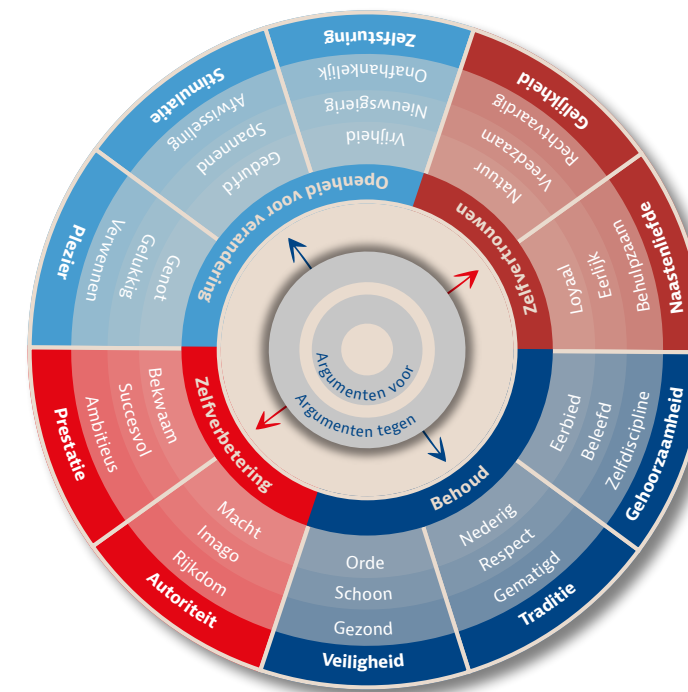 Zelfsturing
Onafhankelijk
Nieuwsgierig
Vrijheid
Gelijkheid
Rechtvaardig
Vreedzaam
Natuur
Naastenliefde
Behulpzaam
Eerlijk
Loyaal
Zelfvertrouwen
Gehoorzaamheid
Zelfdiscipline
Beleefd
Eerbied
Traditie
Gematigd
Respect
Nederig
Veiligheid
Gezond
Schoon
Orde
Behoud
Autoriteit
Rijkdom
Imago
Macht
Prestatie
Ambitieus
Succesvol
Bekwaam
Zelfverbetering
Plezier
Verwennen
Gelukkig
Genot
Stimulatie
Afwisseling
Spannend
Gedurfd
Openheid voor verandering
Argumenten voor
Argumenten tegen